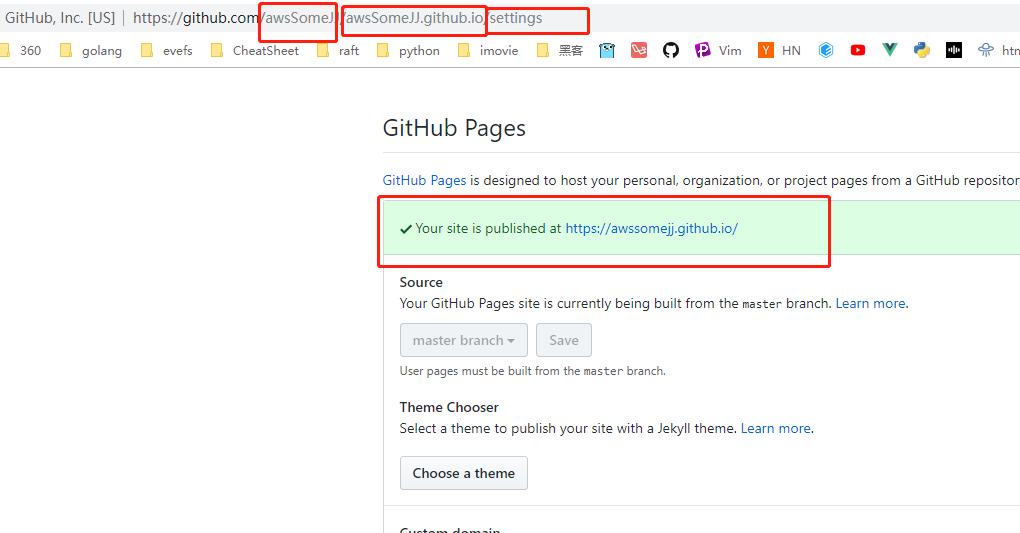 GitHub, Inc. [US] | https://github.com/awsSomeJJ/awsSomeJJ.github.io/settings
360 golang evefs CheatSheet raft python imovie 黑客 Vim HN htm
GitHub Pages
GitHub Pages is designed to host your personal, organization, or project pages from a GitHub repositor
Your site is published at https://awssomejj.github.io/
Source
Your GitHub Pages site is currently being built from the master branch. Learn more.
master branch Save
User pages must be built from the master branch.
Theme Chooser
Select a theme to publish your site with a Jekyll theme. Learn more.
Choose a theme
Custom domain